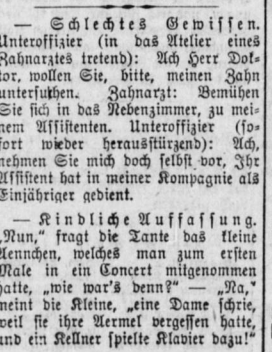 — Schlechtes Gewissen.
Unteroffizier (in das Atelier eines
Zahnarztes tretend): Ach Herr Dok-
tor, wollen Sie, bitte, meinen Zahn
untersuchen. Zahnarzt: Bemühen
Sie sich in das Nebenzimmer, zu mei-
nem Assistenten. Unteroffizier (so-
fort wieder herausstürzend): Ach,
nehmen Sie mich doch selbst vor, Ihr
Assistent hat in meiner Kompagnie als
Einjähriger gedient.
— Kindliche Auffassung.
„Nun,“ fragt die Tante das kleine
Aennchen, welches man zum ersten
Male in ein Concert mitgenommen
hatte, „wie war's denn?“ — „Na,“
meint die Kleine, „eine Dame schrie,
weil sie ihre Aermel vergessen hatte,
und ein Kellner spielte Klavier dazu!“